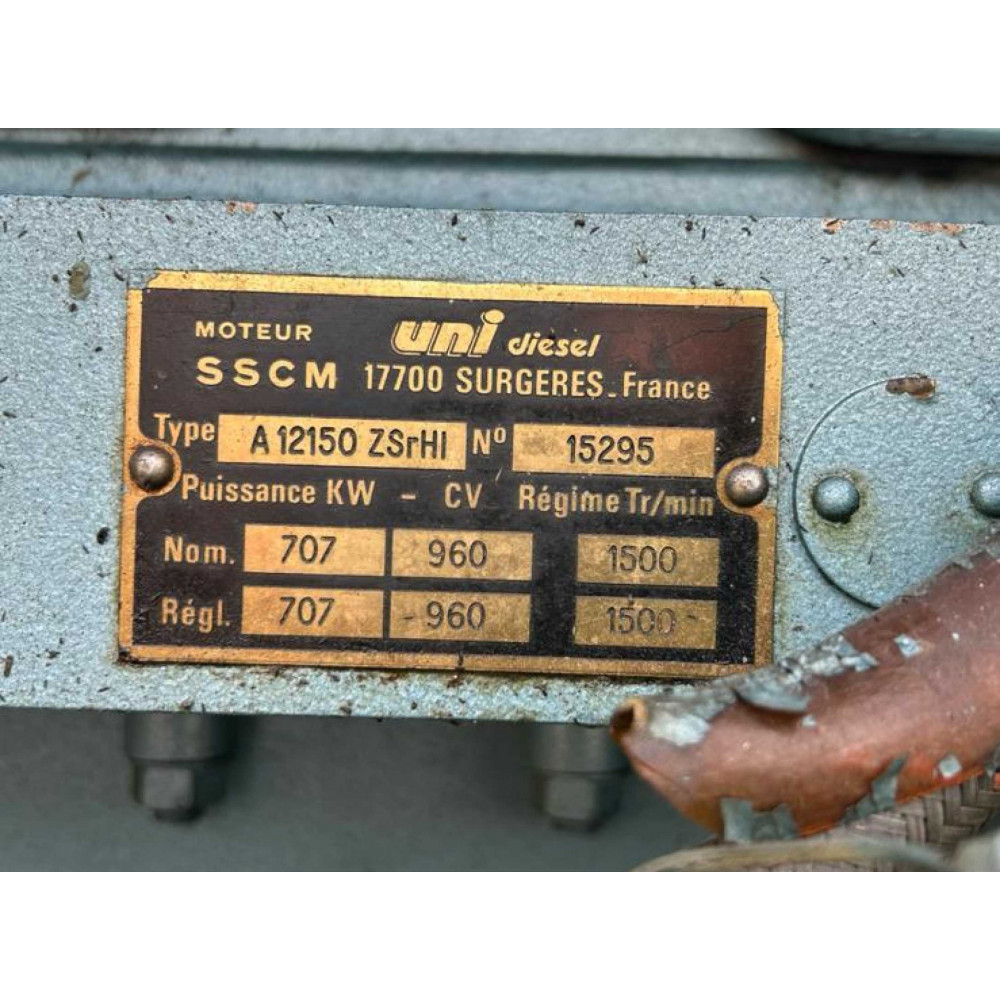 MOTEUR uni diesel
SSCM 17700 SURGERES-France
Type A 12150 ZSrHI Nº 15295
Puissance KW - CV Régime Tr/min
Nom. 707 960 1500
Régl. 707 -960 1500-